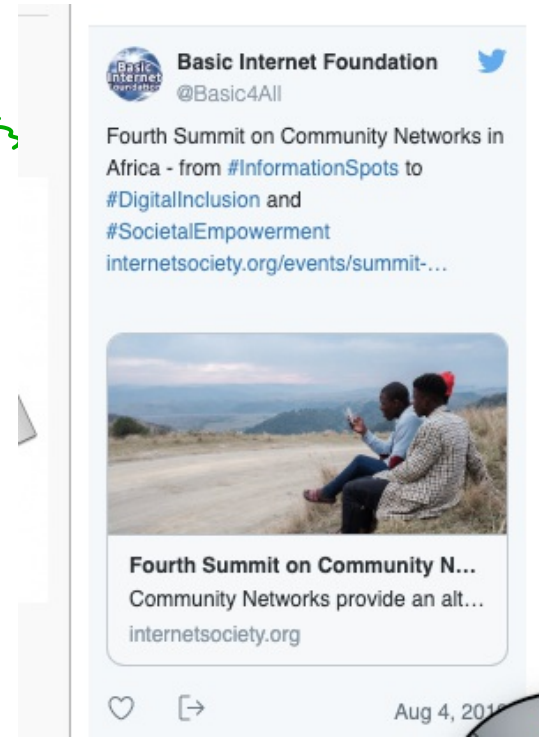 Basic Internet Foundation
Basic Internet Foundation
@Basic4All
Fourth Summit on Community Networks in
Africa - from #InformationSpots to
#DigitalInclusion and
#SocietalEmpowerment
internetsociety.org/events/summit-…
Fourth Summit on Community N…
Community Networks provide an alt…
internetsociety.org
Aug 4,